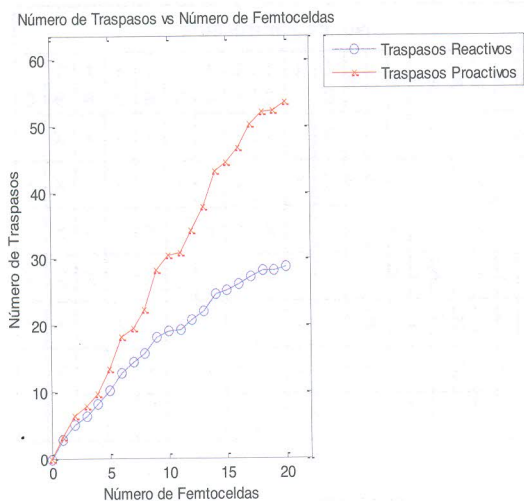 Número de Traspasos vs Número de Femtoceldas
60
50
40
30
20
10
0
Número de Traspasos
0 5 10 15 20
Número de Femtoceldas
Traspasos Reactivos
Traspasos Proactivos